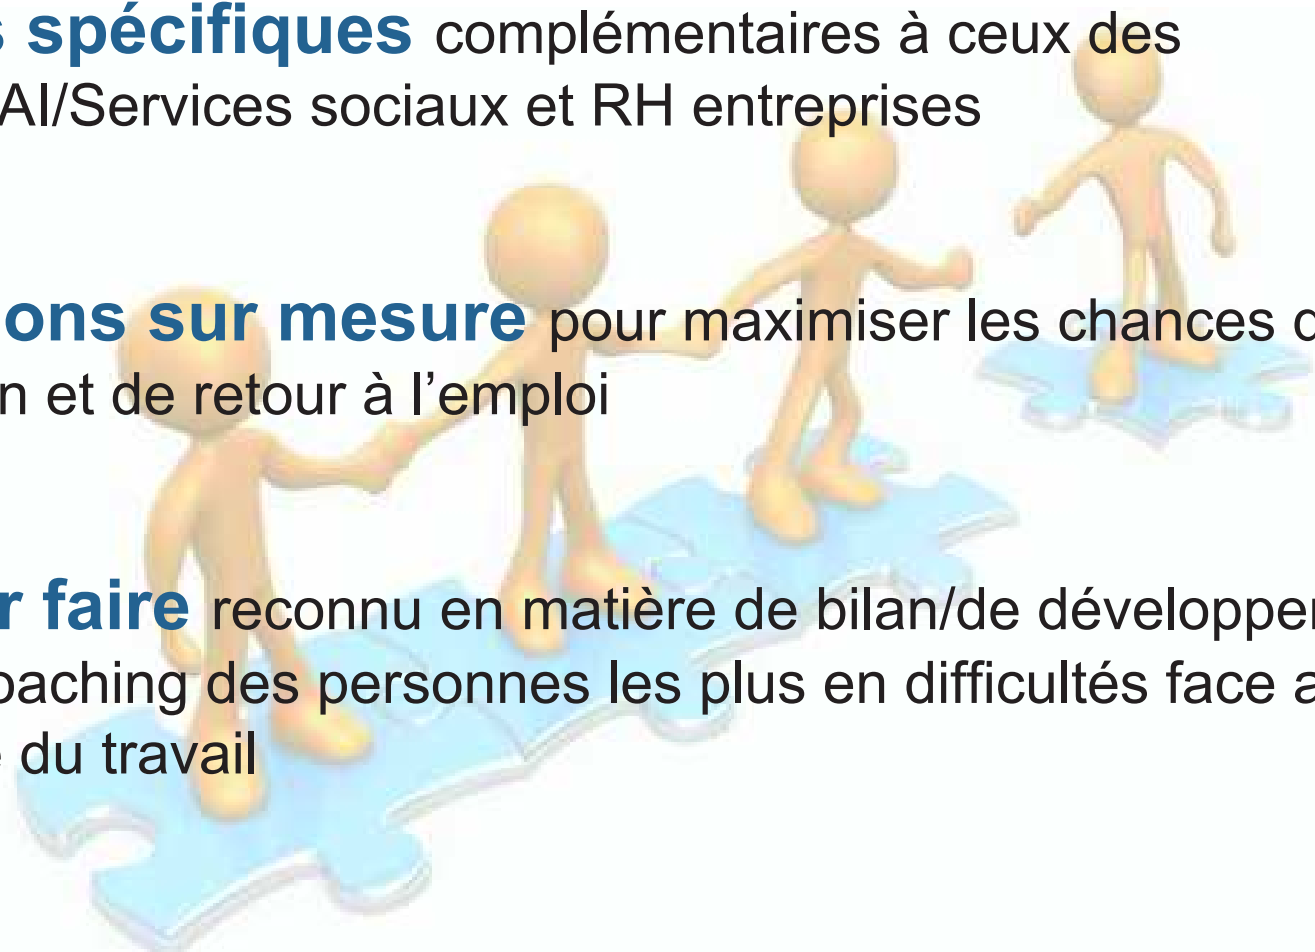 s spécifiques complémentaires à ceux des
AI/Services sociaux et RH entreprises
ons sur mesure pour maximiser les chances d
n et de retour à l’emploi
r faire reconnu en matière de bilan/de développe
oaching des personnes les plus en difficultés face a
du travail